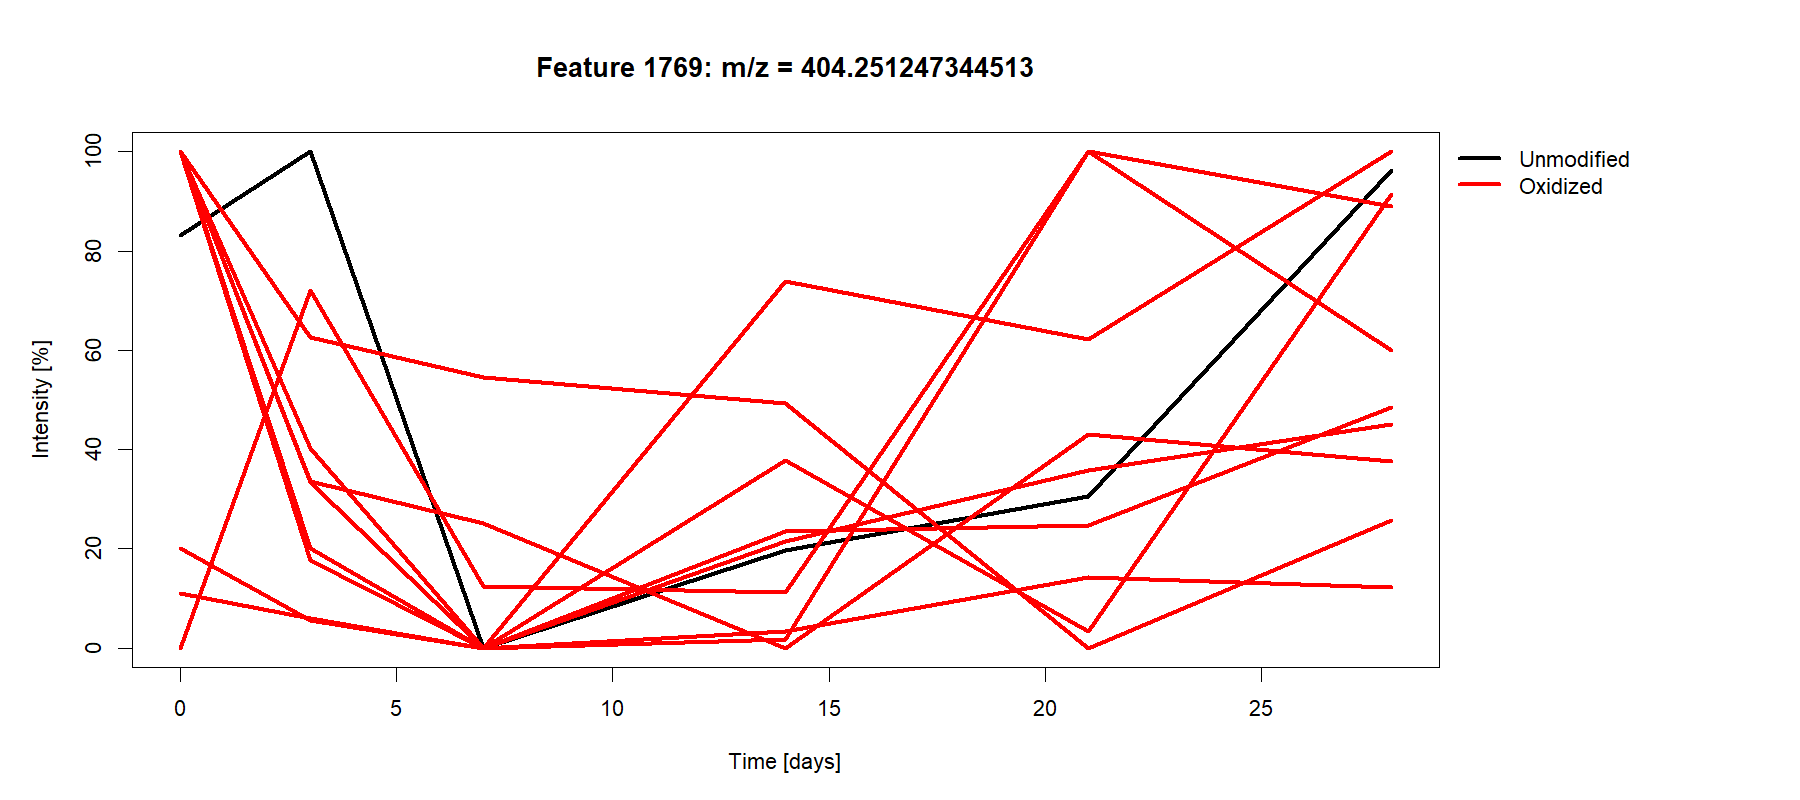 Feature 1769: m/z = 404.251247344513
Unmodified
Oxidized
Intensity [%]
100
80
60
40
20
0
0 5 10 15 20 25
Time [days]